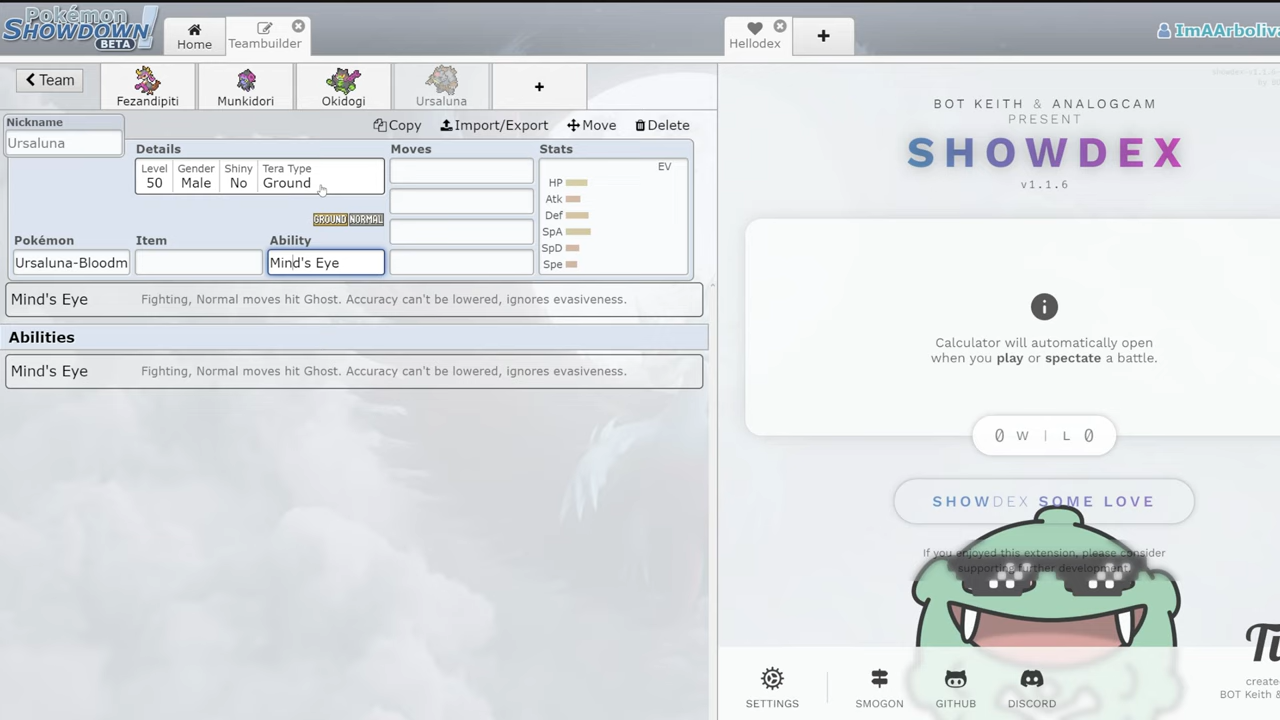 Pokémon
SHOWDOWN!
BETA
Home
Teambuilder
Hellodex
+
< Team
Fezandipiti
Munkidori
Okidogi
Ursaluna
+
Nickname
Ursaluna
Copy
Import/Export
Move
Delete
Details
Moves
Stats
Level
Gender
Shiny
Tera Type
50
Male
No
Ground
EV
HP
Atk
Def
SpA
SpD
Spe
GROUND NORMAL
Pokémon
Item
Ability
Ursaluna-Bloodm
Mind's Eye
Mind's Eye
Fighting, Normal moves hit Ghost. Accuracy can't be lowered, ignores evasiveness.
Abilities
Mind's Eye
Fighting, Normal moves hit Ghost. Accuracy can't be lowered, ignores evasiveness.
BOT KEITH & ANALOGCAM
PRESENT
SHOWDEX
v1.1.6
Calculator will automatically open
when you play or spectate a battle.
0 W | L 0
SHOWDEX SOME LOVE
If you enjoyed this extension, please consider
supporting further development.
SETTINGS
SMOGON
GITHUB
DISCORD
BOT Keith &